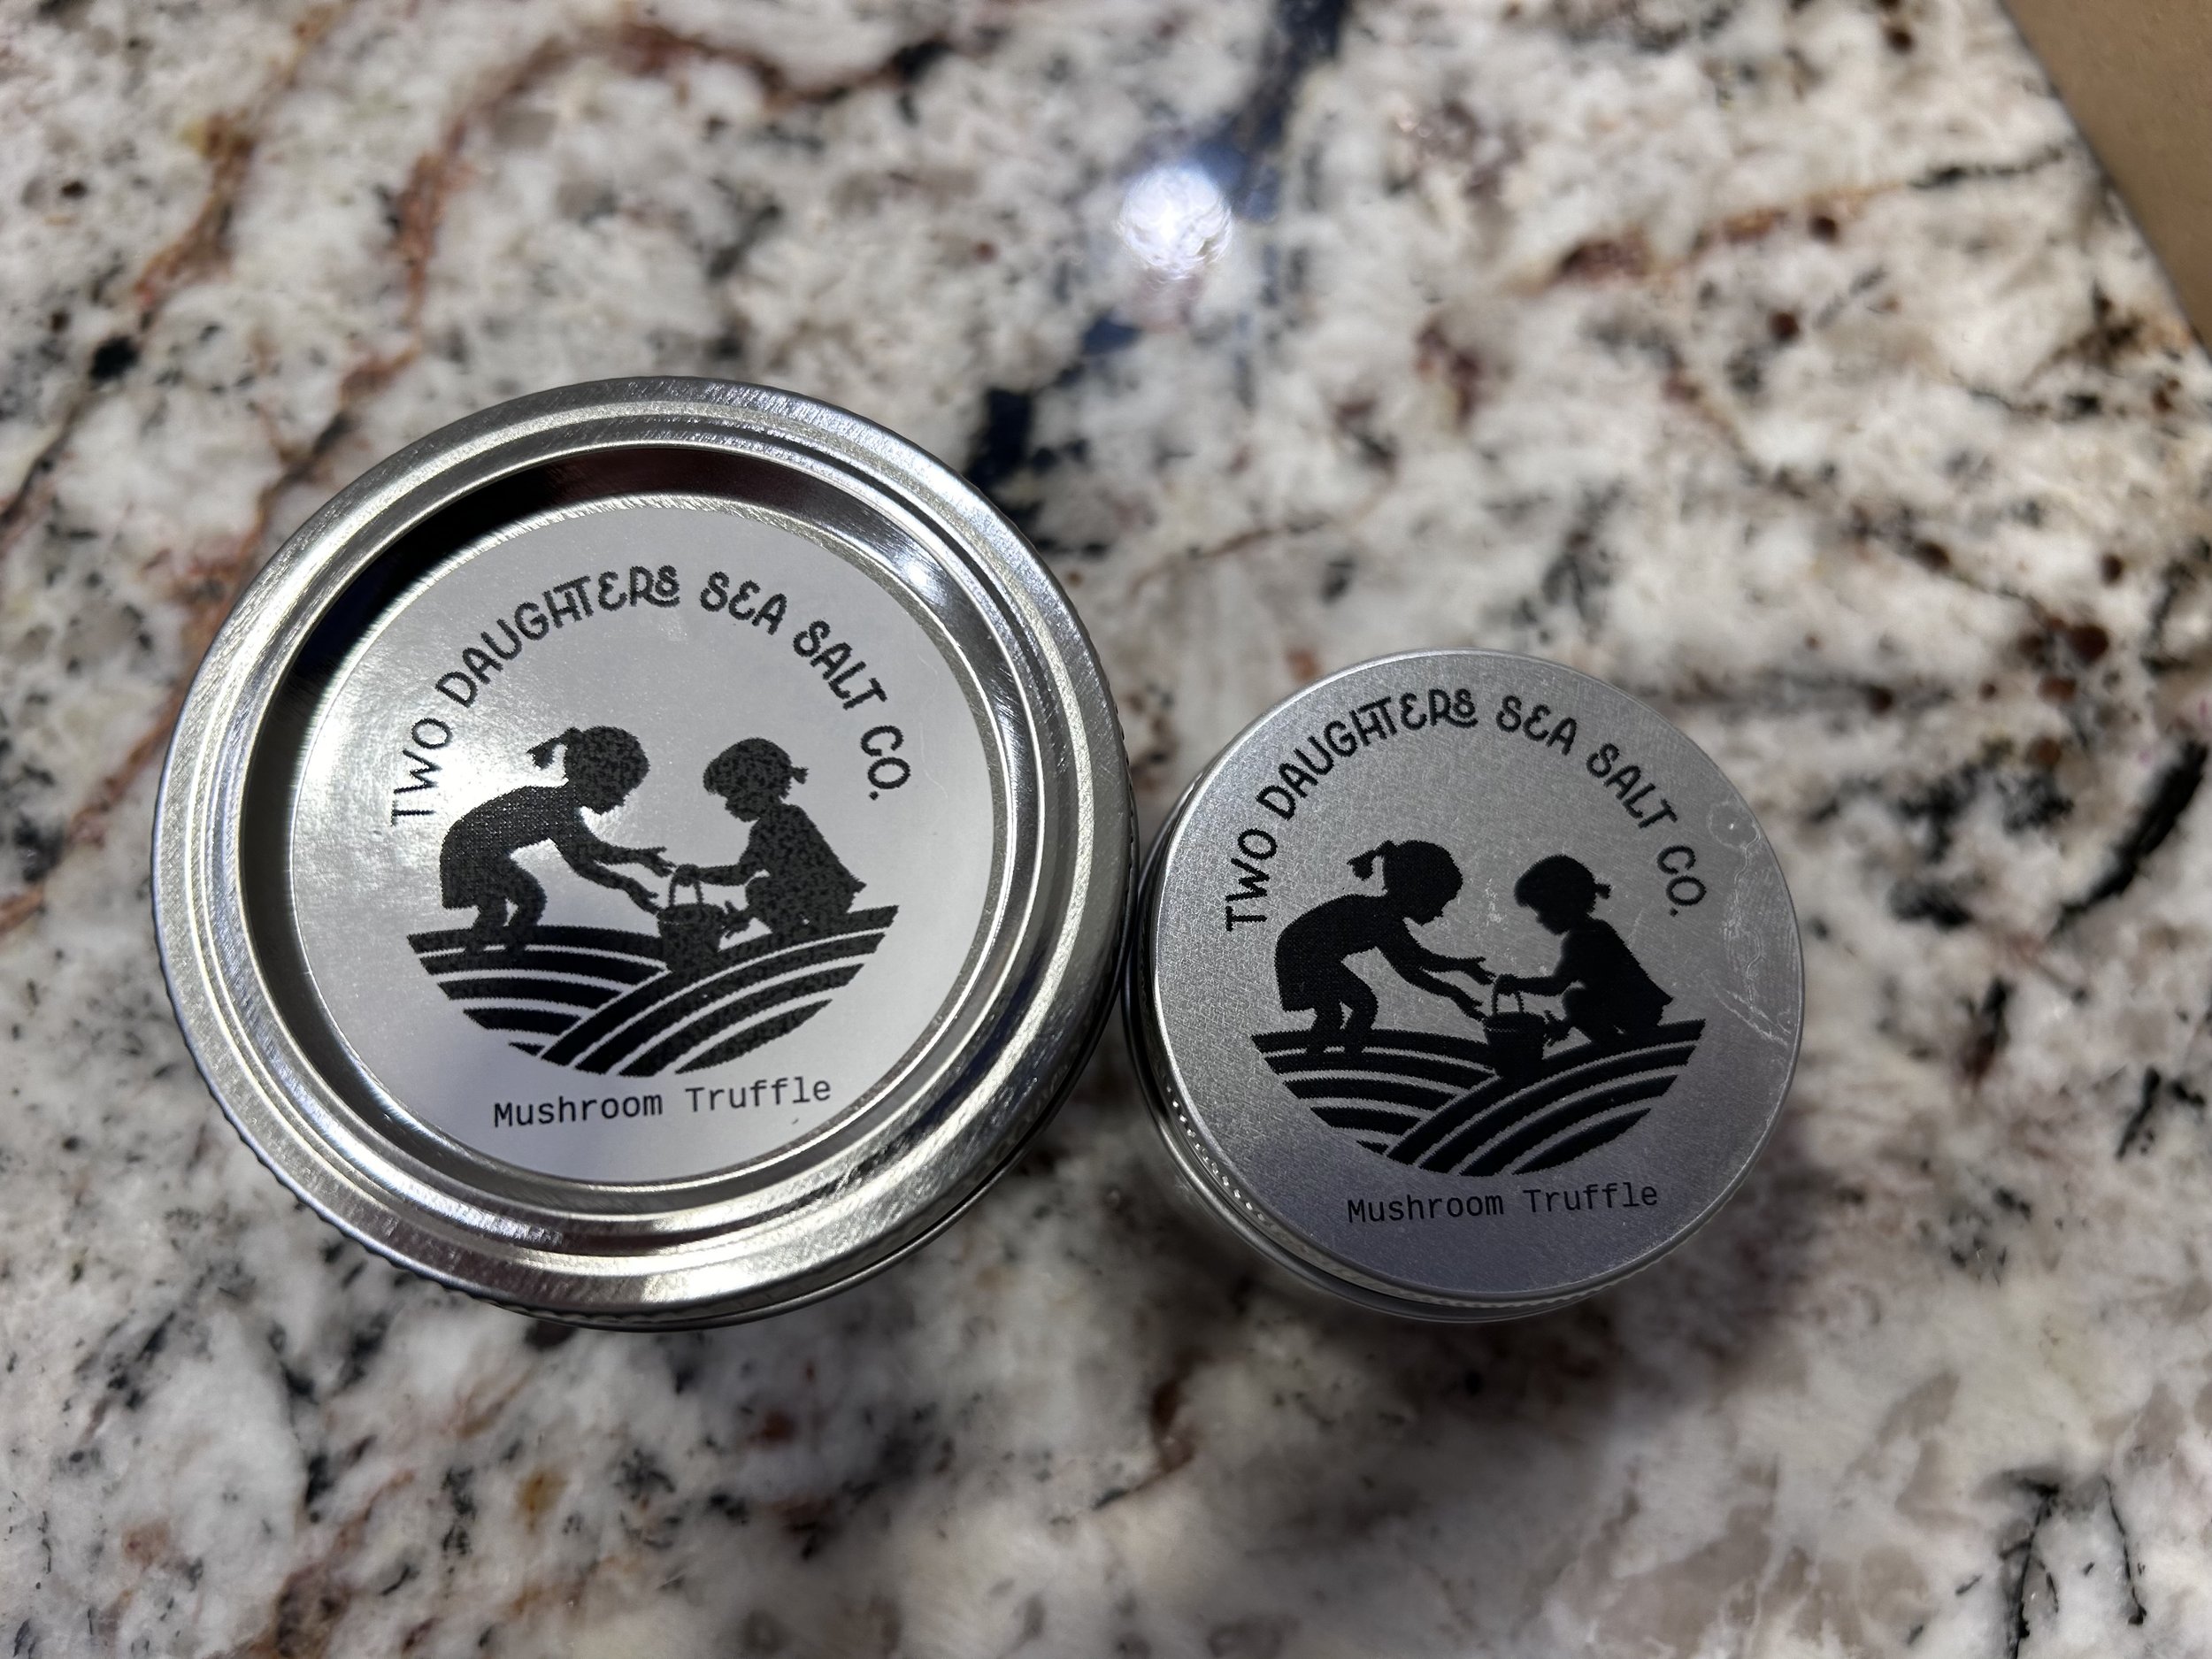 TWO DAUGHTERS SEA SALT CO.
Mushroom Truffle
TWO DAUGHTERS SEA SALT CO.
Mushroom Truffle